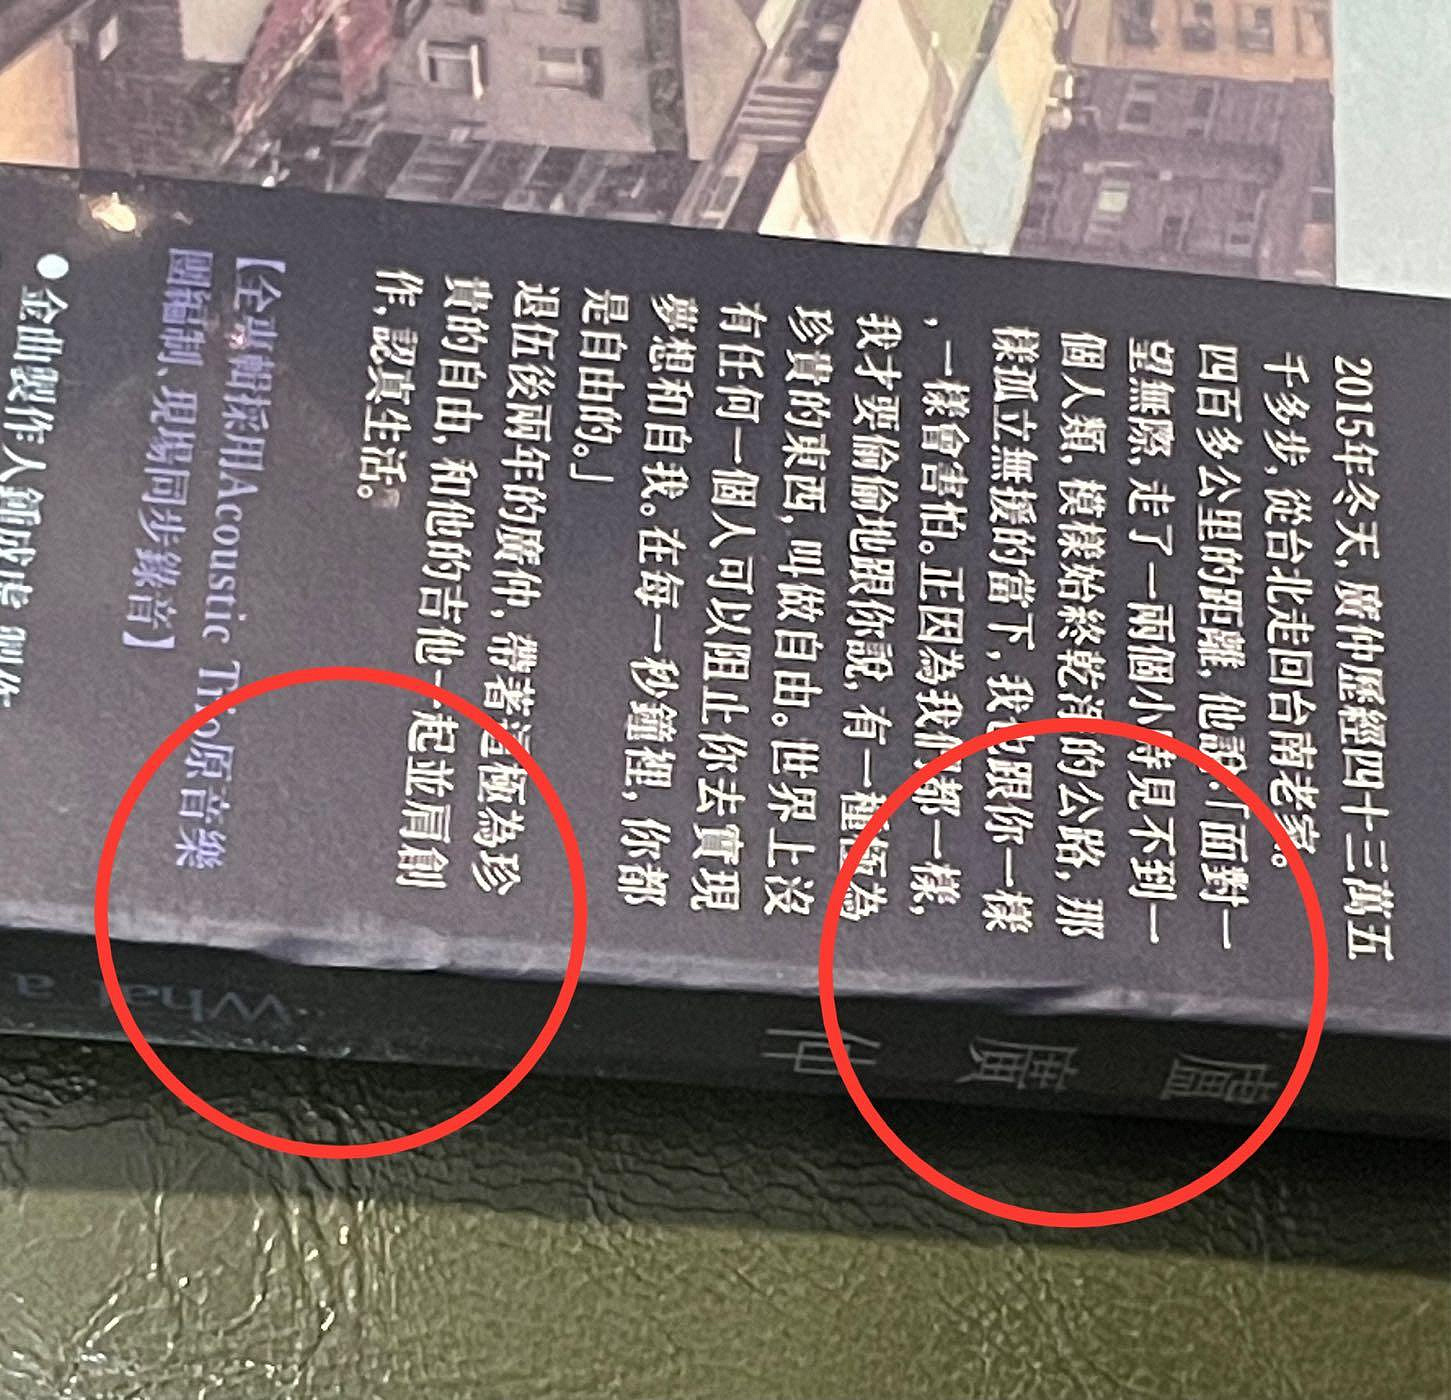 2015年冬天, 廣仲歷經四十三萬五
千多步, 從台北走回台南老家。
四百多公里的距離, 他說:「面對一
望無際, 走了一兩個小時見不到一
個人類, 模樣始終乾淨的公路, 那
樣孤立無援的當下, 我也跟你一樣
, 一樣會害怕。正因為我們都一樣,
我才要偷偷地跟你說, 有一種極為
珍貴的東西, 叫做自由。世界上沒
有任何一個人可以阻止你去實現
夢想和自我。在每一秒鐘裡, 你都
是自由的。」
退伍後兩年的廣仲, 帶著這極為珍
貴的自由, 和他的吉他一起並肩創
作, 認真生活。
【全專輯採用Acoustic Trio原音樂
團編制、現場同步錄音】
●金曲製作人鍾成虎
盧廣仲 What a